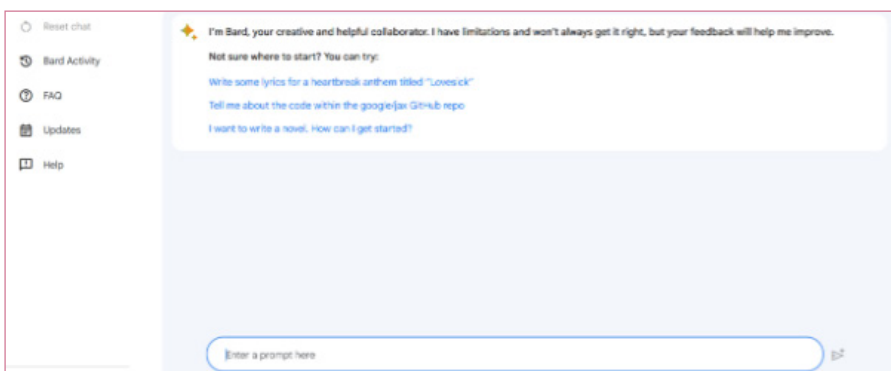 Reset chat
Bard Activity
FAQ
Updates
Help
I'm Bard, your creative and helpful collaborator. I have limitations and won't always get it right, but your feedback will help me improve.
Not sure where to start? You can try:
Write some lyrics for a heartbreak anthem titled "Lovesick"
Tell me about the code within the google/jax GitHub repo
I want to write a novel. How can I get started?
Enter a prompt here